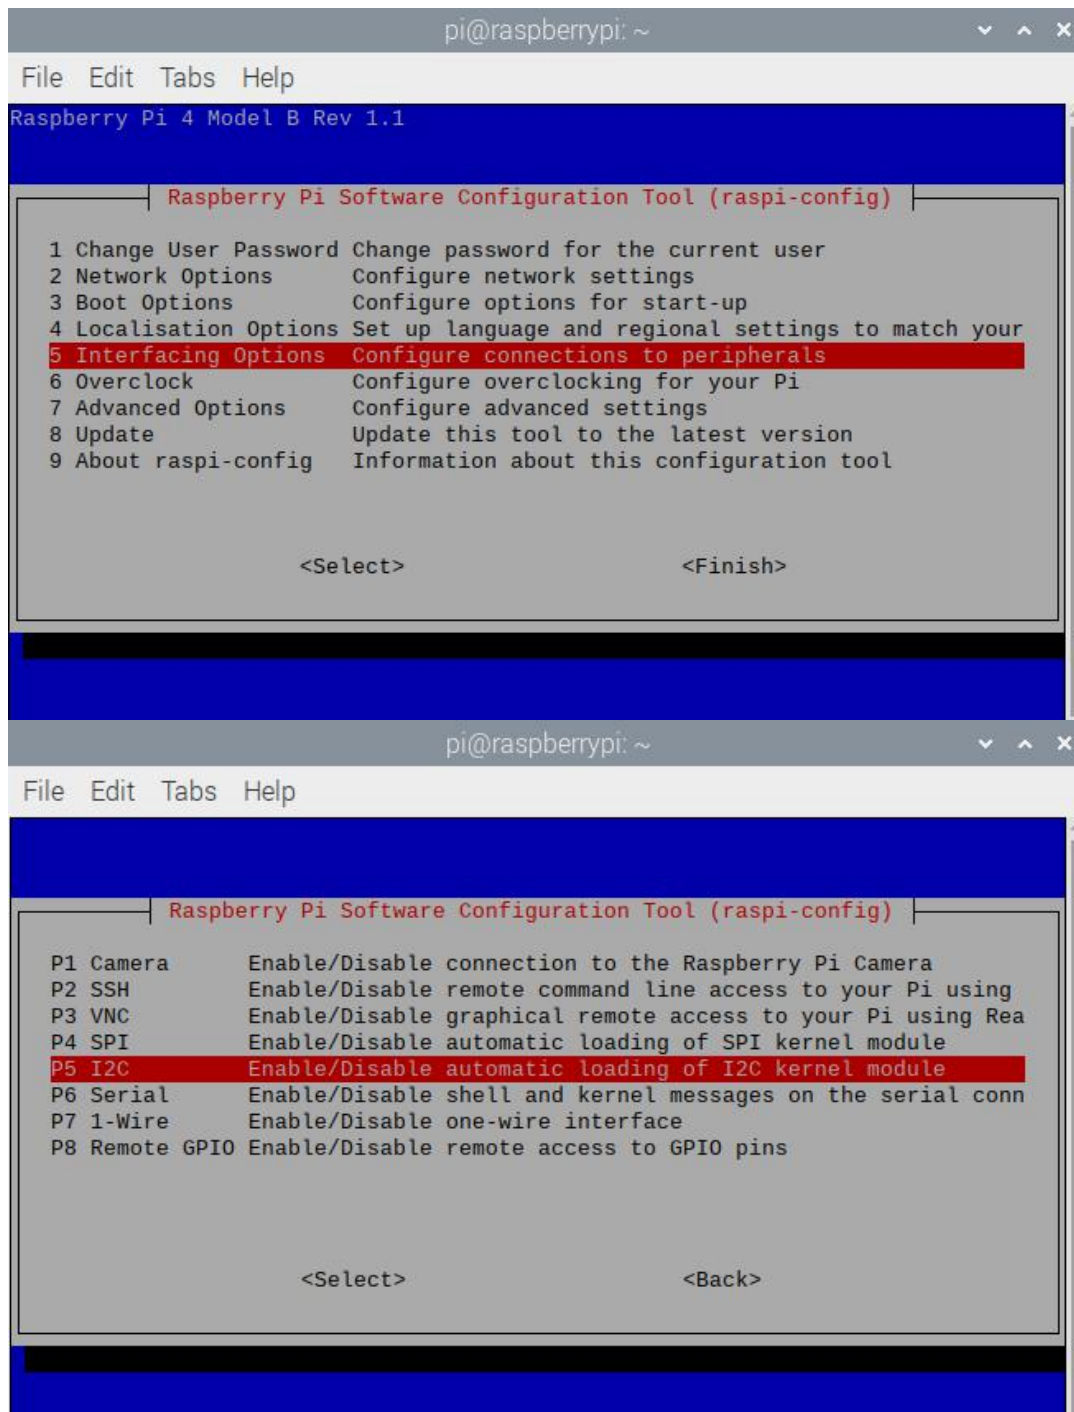 pi@raspberrypi: ~
File Edit Tabs Help
Raspberry Pi 4 Model B Rev 1.1
Raspberry Pi Software Configuration Tool (raspi-config)
1 Change User Password Change password for the current user
2 Network Options Configure network settings
3 Boot Options Configure options for start-up
4 Localisation Options Set up language and regional settings to match your
5 Interfacing Options Configure connections to peripherals
6 Overclock Configure overclocking for your Pi
7 Advanced Options Configure advanced settings
8 Update Update this tool to the latest version
9 About raspi-config Information about this configuration tool
<Select> <Finish>
pi@raspberrypi: ~
File Edit Tabs Help
Raspberry Pi Software Configuration Tool (raspi-config)
P1 Camera Enable/Disable connection to the Raspberry Pi Camera
P2 SSH Enable/Disable remote command line access to your Pi using
P3 VNC Enable/Disable graphical remote access to your Pi using Rea
P4 SPI Enable/Disable automatic loading of SPI kernel module
P5 I2C Enable/Disable automatic loading of I2C kernel module
P6 Serial Enable/Disable shell and kernel messages on the serial conn
P7 1-Wire Enable/Disable one-wire interface
P8 Remote GPIO Enable/Disable remote access to GPIO pins
<Select> <Back>